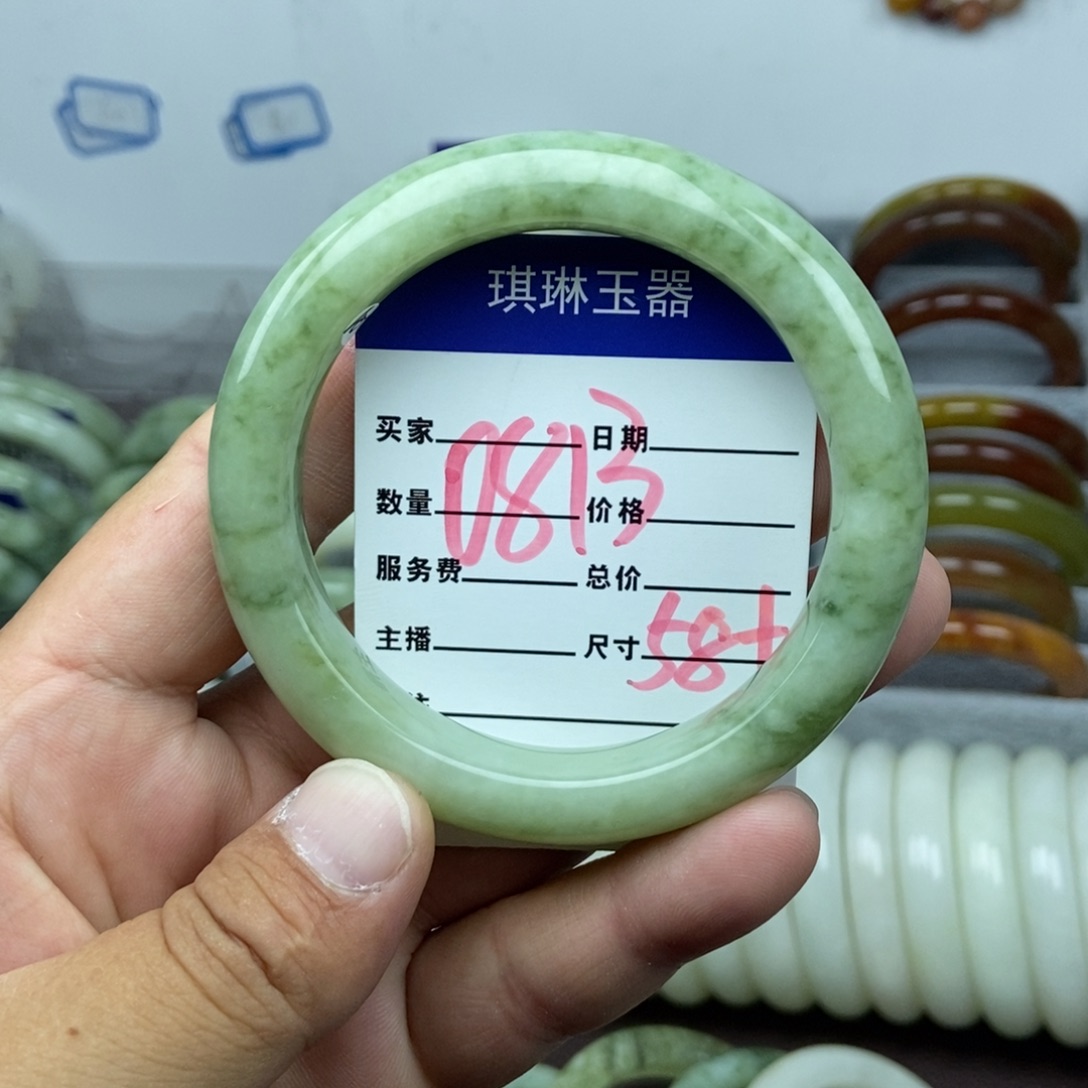 琪琳玉器
买家 日期
0813
数量 价格
服务费 总价
主播 尺寸 58+